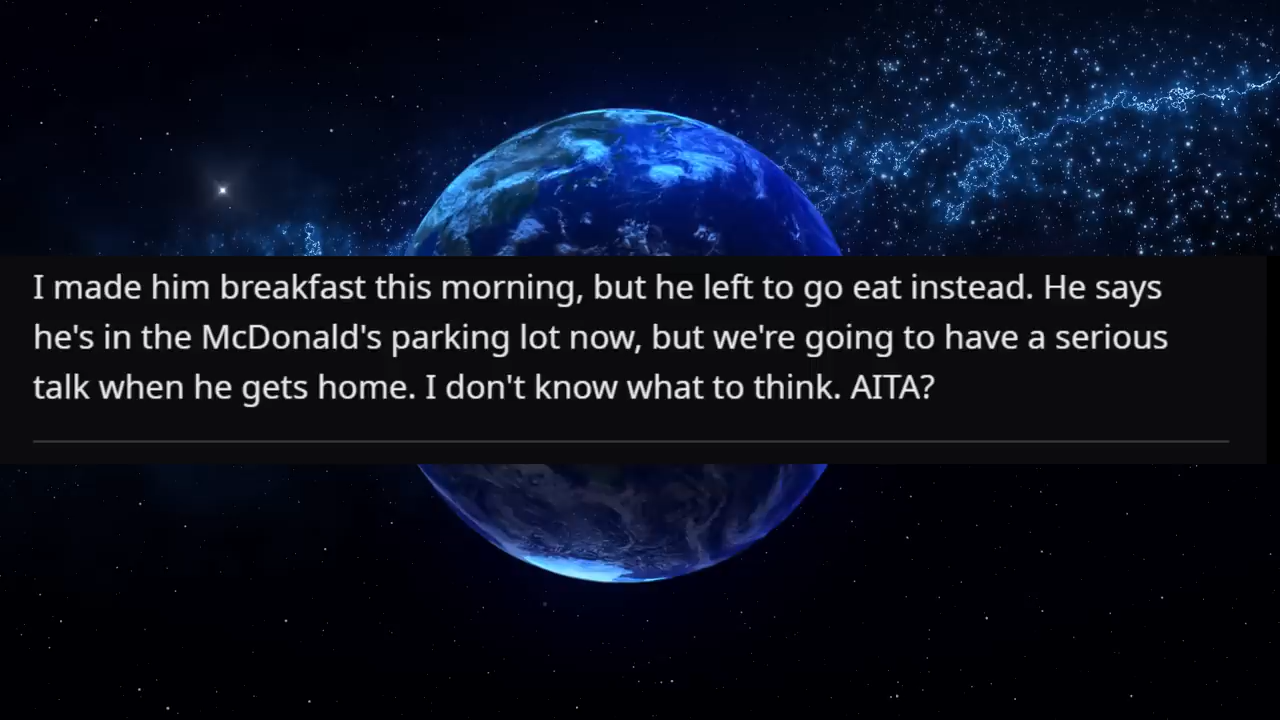 I made him breakfast this morning, but he left to go eat instead. He says
he's in the McDonald's parking lot now, but we're going to have a serious
talk when he gets home. I don't know what to think. AITA?